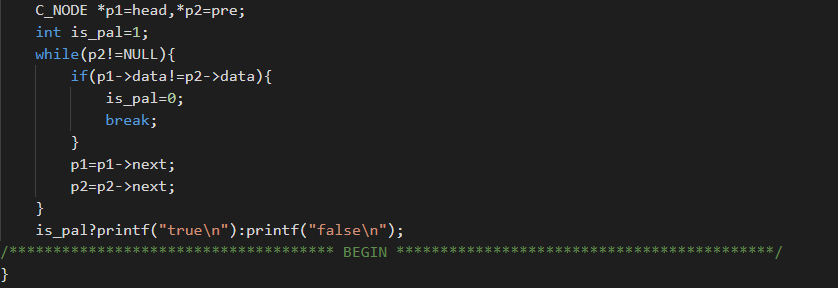 C_NODE *p1=head,*p2=pre;
int is_pal=1;
while(p2!=NULL){
if(p1->data!=p2->data){
is_pal=0;
break;
}
p1=p1->next;
p2=p2->next;
}
is_pal?printf("true\n"):printf("false\n");
/************************************* BEGIN *******************************************/
}